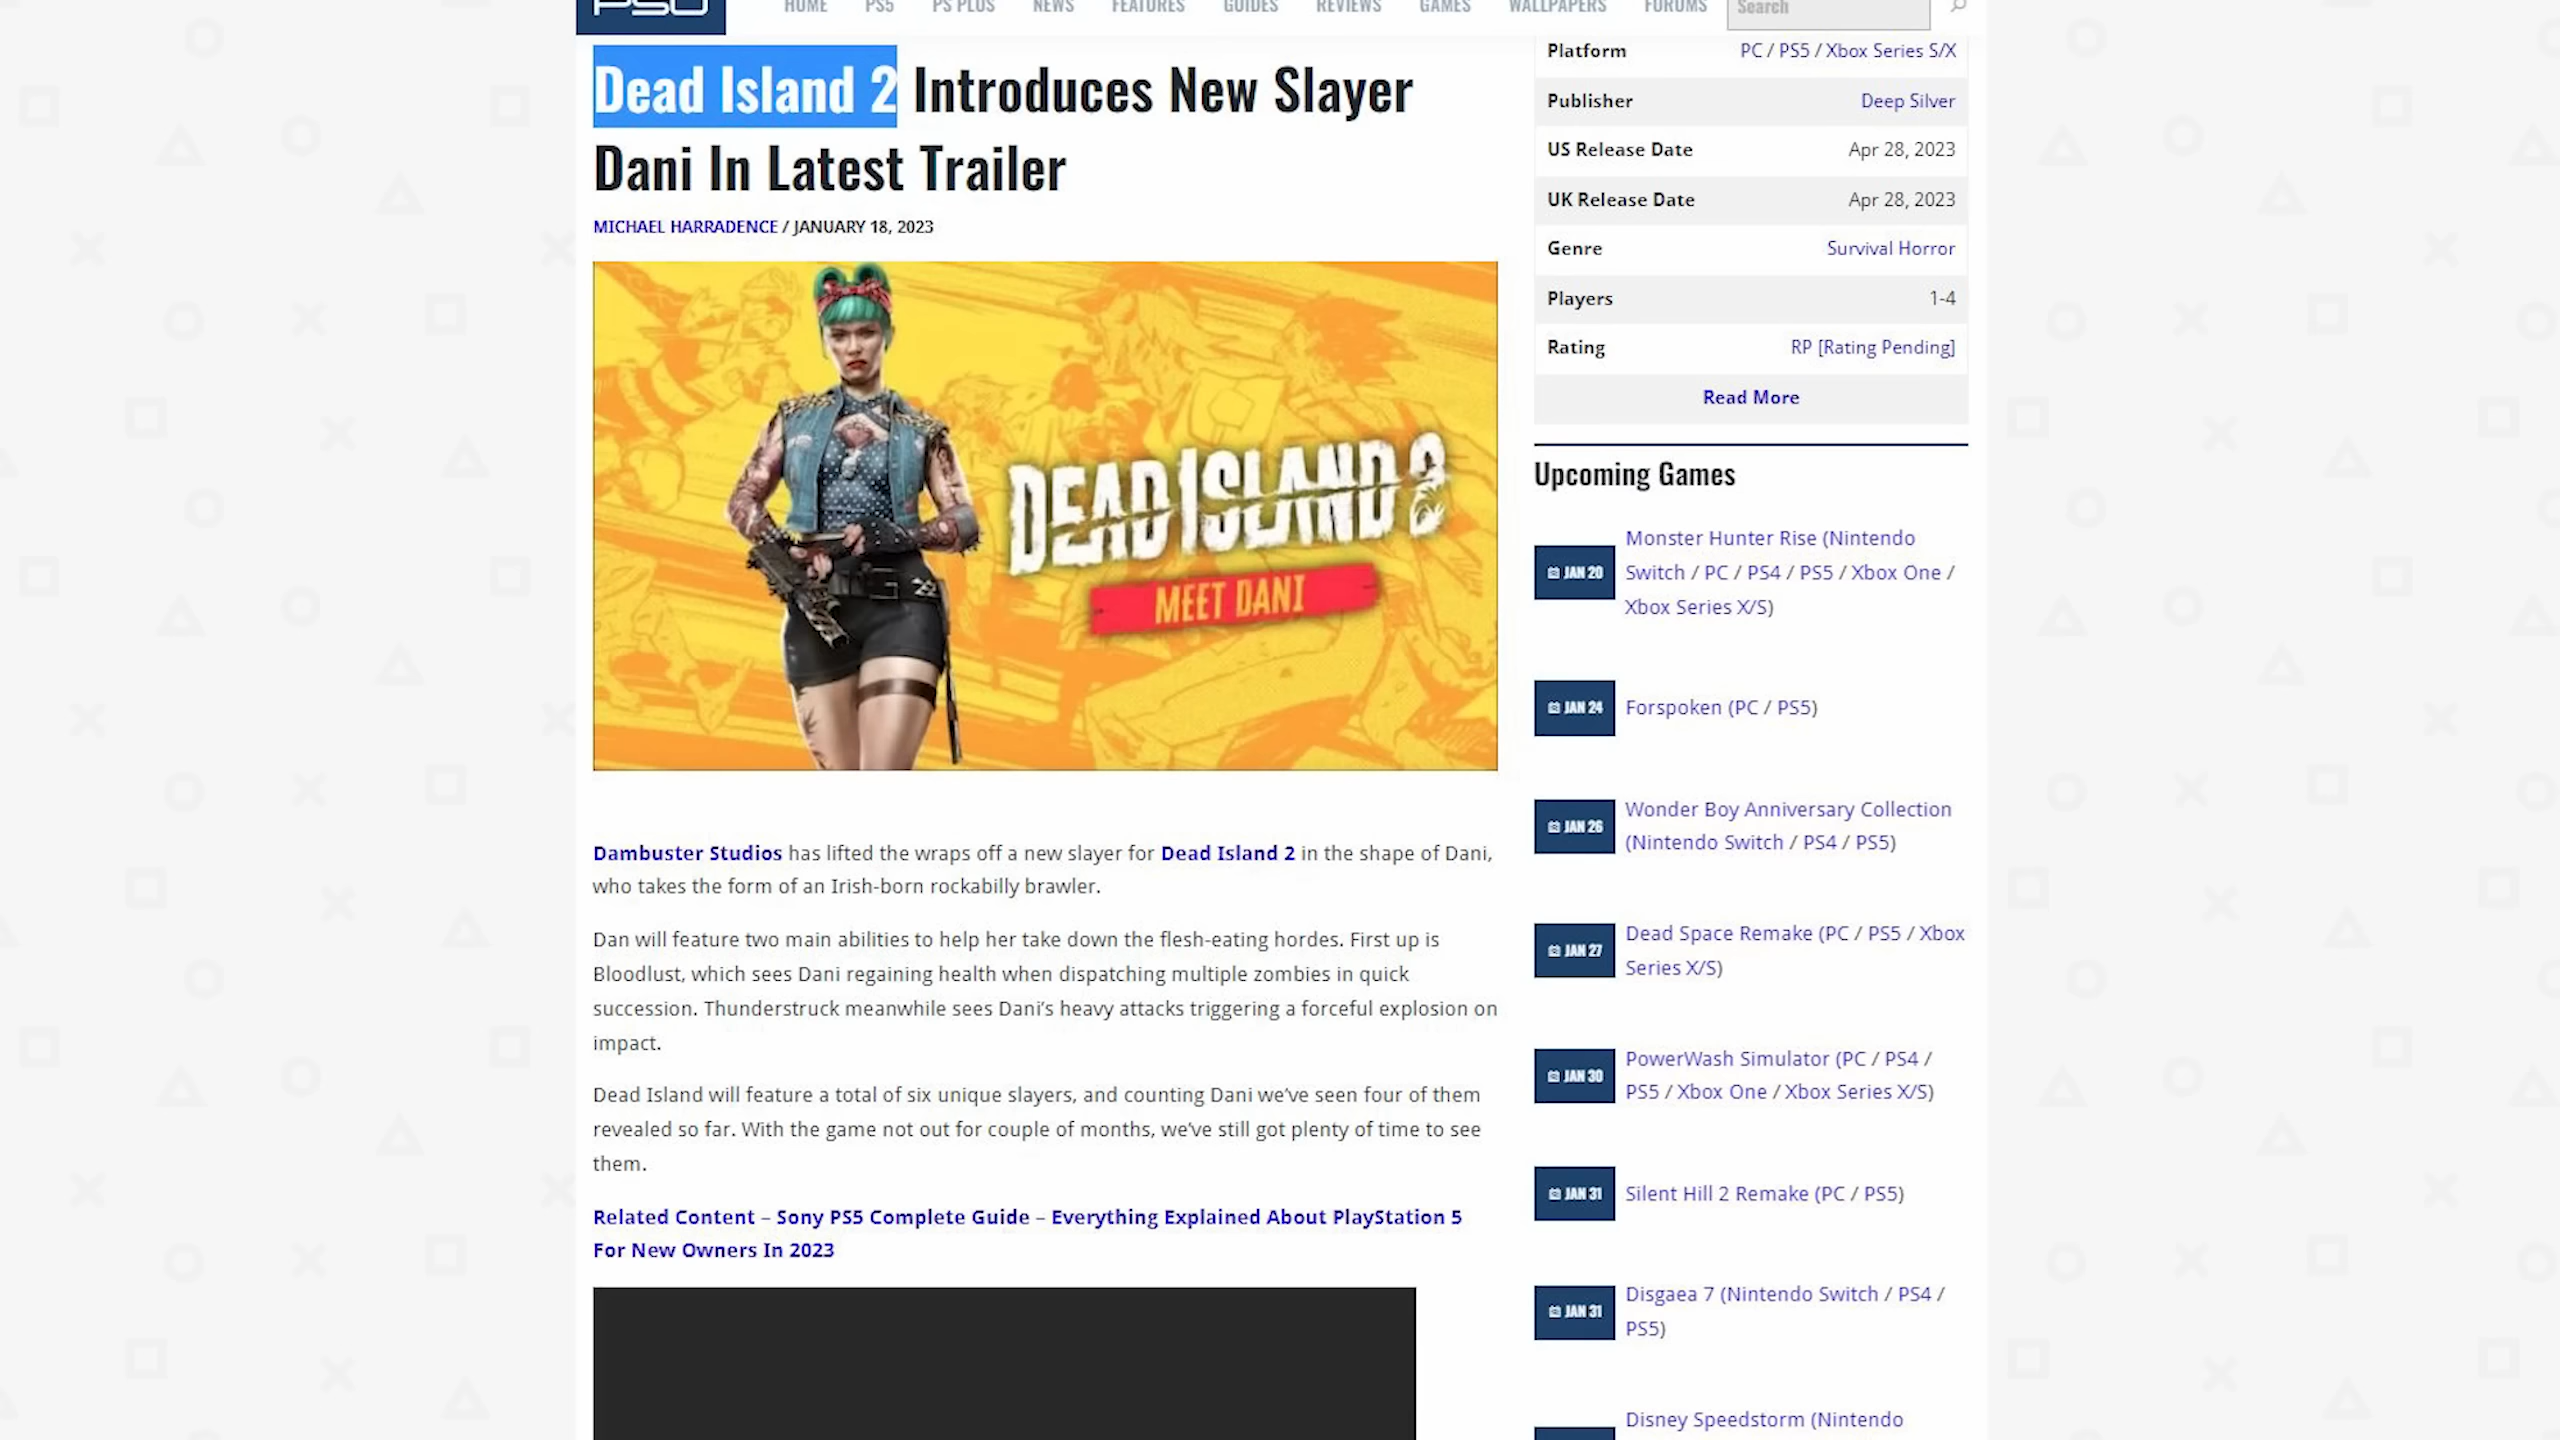 PSU
HOME PS5 PS PLUS NEWS FEATURES GUIDES REVIEWS GAMES WALLPAPERS FORUMS Search
Dead Island 2 Introduces New Slayer
Dani In Latest Trailer
MICHAEL HARRADENCE / JANUARY 18, 2023
DEAD ISLAND 2
MEET DANI
Dambuster Studios has lifted the wraps off a new slayer for Dead Island 2 in the shape of Dani,
who takes the form of an Irish-born rockabilly brawler.
Dan will feature two main abilities to help her take down the flesh-eating hordes. First up is
Bloodlust, which sees Dani regaining health when dispatching multiple zombies in quick
succession. Thunderstruck meanwhile sees Dani's heavy attacks triggering a forceful explosion on
impact.
Dead Island will feature a total of six unique slayers, and counting Dani we've seen four of them
revealed so far. With the game not out for couple of months, we've still got plenty of time to see
them.
Related Content – Sony PS5 Complete Guide – Everything Explained About PlayStation 5
For New Owners In 2023
Platform PC / PS5 / Xbox Series S/X
Publisher Deep Silver
US Release Date Apr 28, 2023
UK Release Date Apr 28, 2023
Genre Survival Horror
Players 1-4
Rating RP [Rating Pending]
Read More
Upcoming Games
JAN 20
Monster Hunter Rise (Nintendo
Switch / PC / PS4 / PS5 / Xbox One /
Xbox Series X/S)
JAN 24
Forspoken (PC / PS5)
JAN 26
Wonder Boy Anniversary Collection
(Nintendo Switch / PS4 / PS5)
JAN 27
Dead Space Remake (PC / PS5 / Xbox
Series X/S)
JAN 30
PowerWash Simulator (PC / PS4 /
PS5 / Xbox One / Xbox Series X/S)
JAN 31
Silent Hill 2 Remake (PC / PS5)
JAN 31
Disgaea 7 (Nintendo Switch / PS4 /
PS5)
Disney Speedstorm (Nintendo